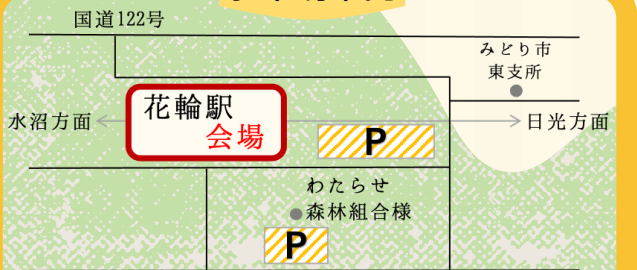 国道122号
みどり市
東支所
花輪駅
会場
水沼方面
日光方面
P
わたらせ
森林組合様
P